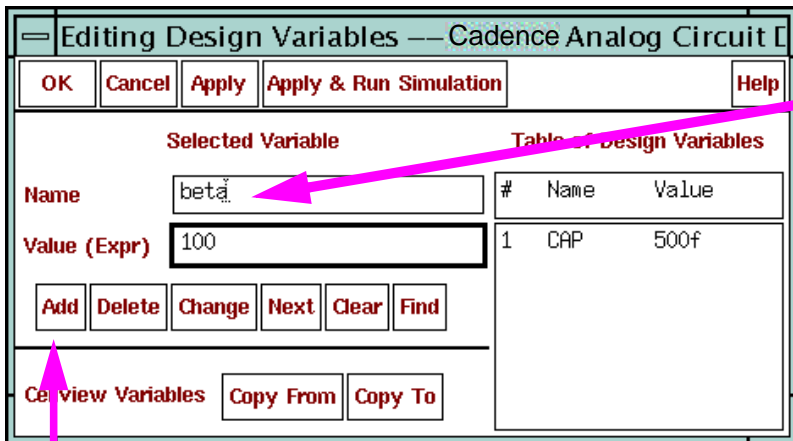 Editing Design Variables -- Cadence Analog Circuit D
OK Cancel Apply Apply & Run Simulation Help
Selected Variable
Name beta
Value (Expr) 100
Add Delete Change Next Clear Find
Cellview Variables Copy From Copy To
Table of Design Variables
# Name Value
1 CAP 500f